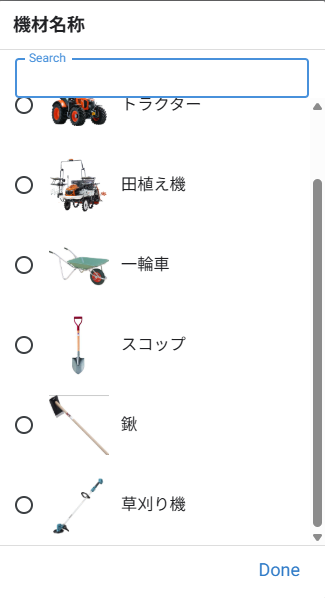 機材名称
Search
トラクター
田植え機
一輪車
スコップ
鍬
草刈り機
Done